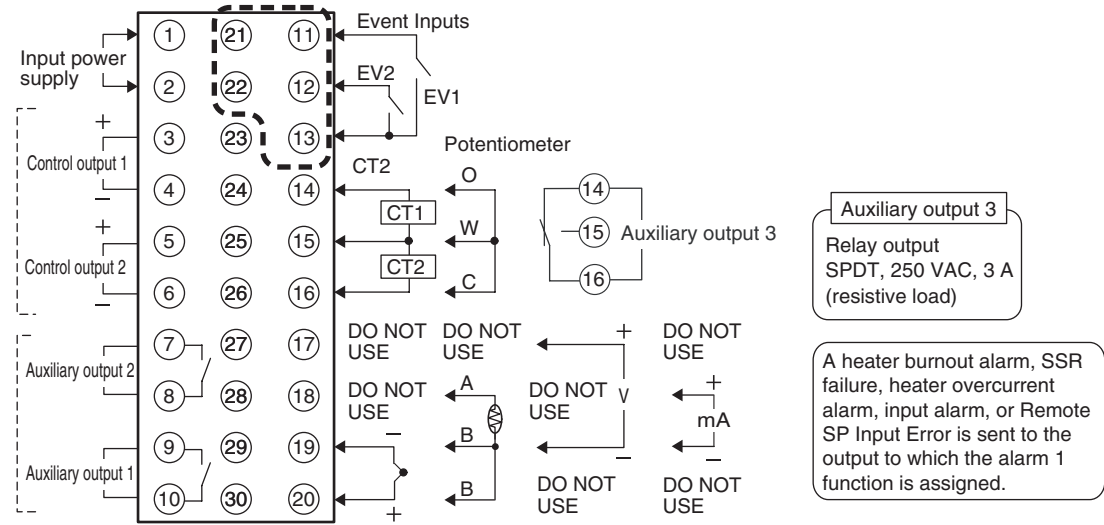 1 21 11 Event Inputs
Input power
supply
2 22 12 EV2
EV1
+
3 23 13
Control output 1
Potentiometer
CT2
4 24 14 O 14
−
CT1
+
5 25 15 W 15 Auxiliary output 3
Control output 2
CT2
6 26 16 C 16
−
Auxiliary output 3
Relay output
SPDT, 250 VAC, 3 A
(resistive load)
7 27 17
Auxiliary output 2
8 28 18
9 29 19
Auxiliary output 1
10 30 20
DO NOT
USE
DO NOT
USE
−
+
DO NOT
USE
A
B
B
+
DO NOT
USE
V
−
DO NOT
USE
DO NOT
USE
+
mA
−
DO NOT
USE
A heater burnout alarm, SSR
failure, heater overcurrent
alarm, input alarm, or Remote
SP Input Error is sent to the
output to which the alarm 1
function is assigned.